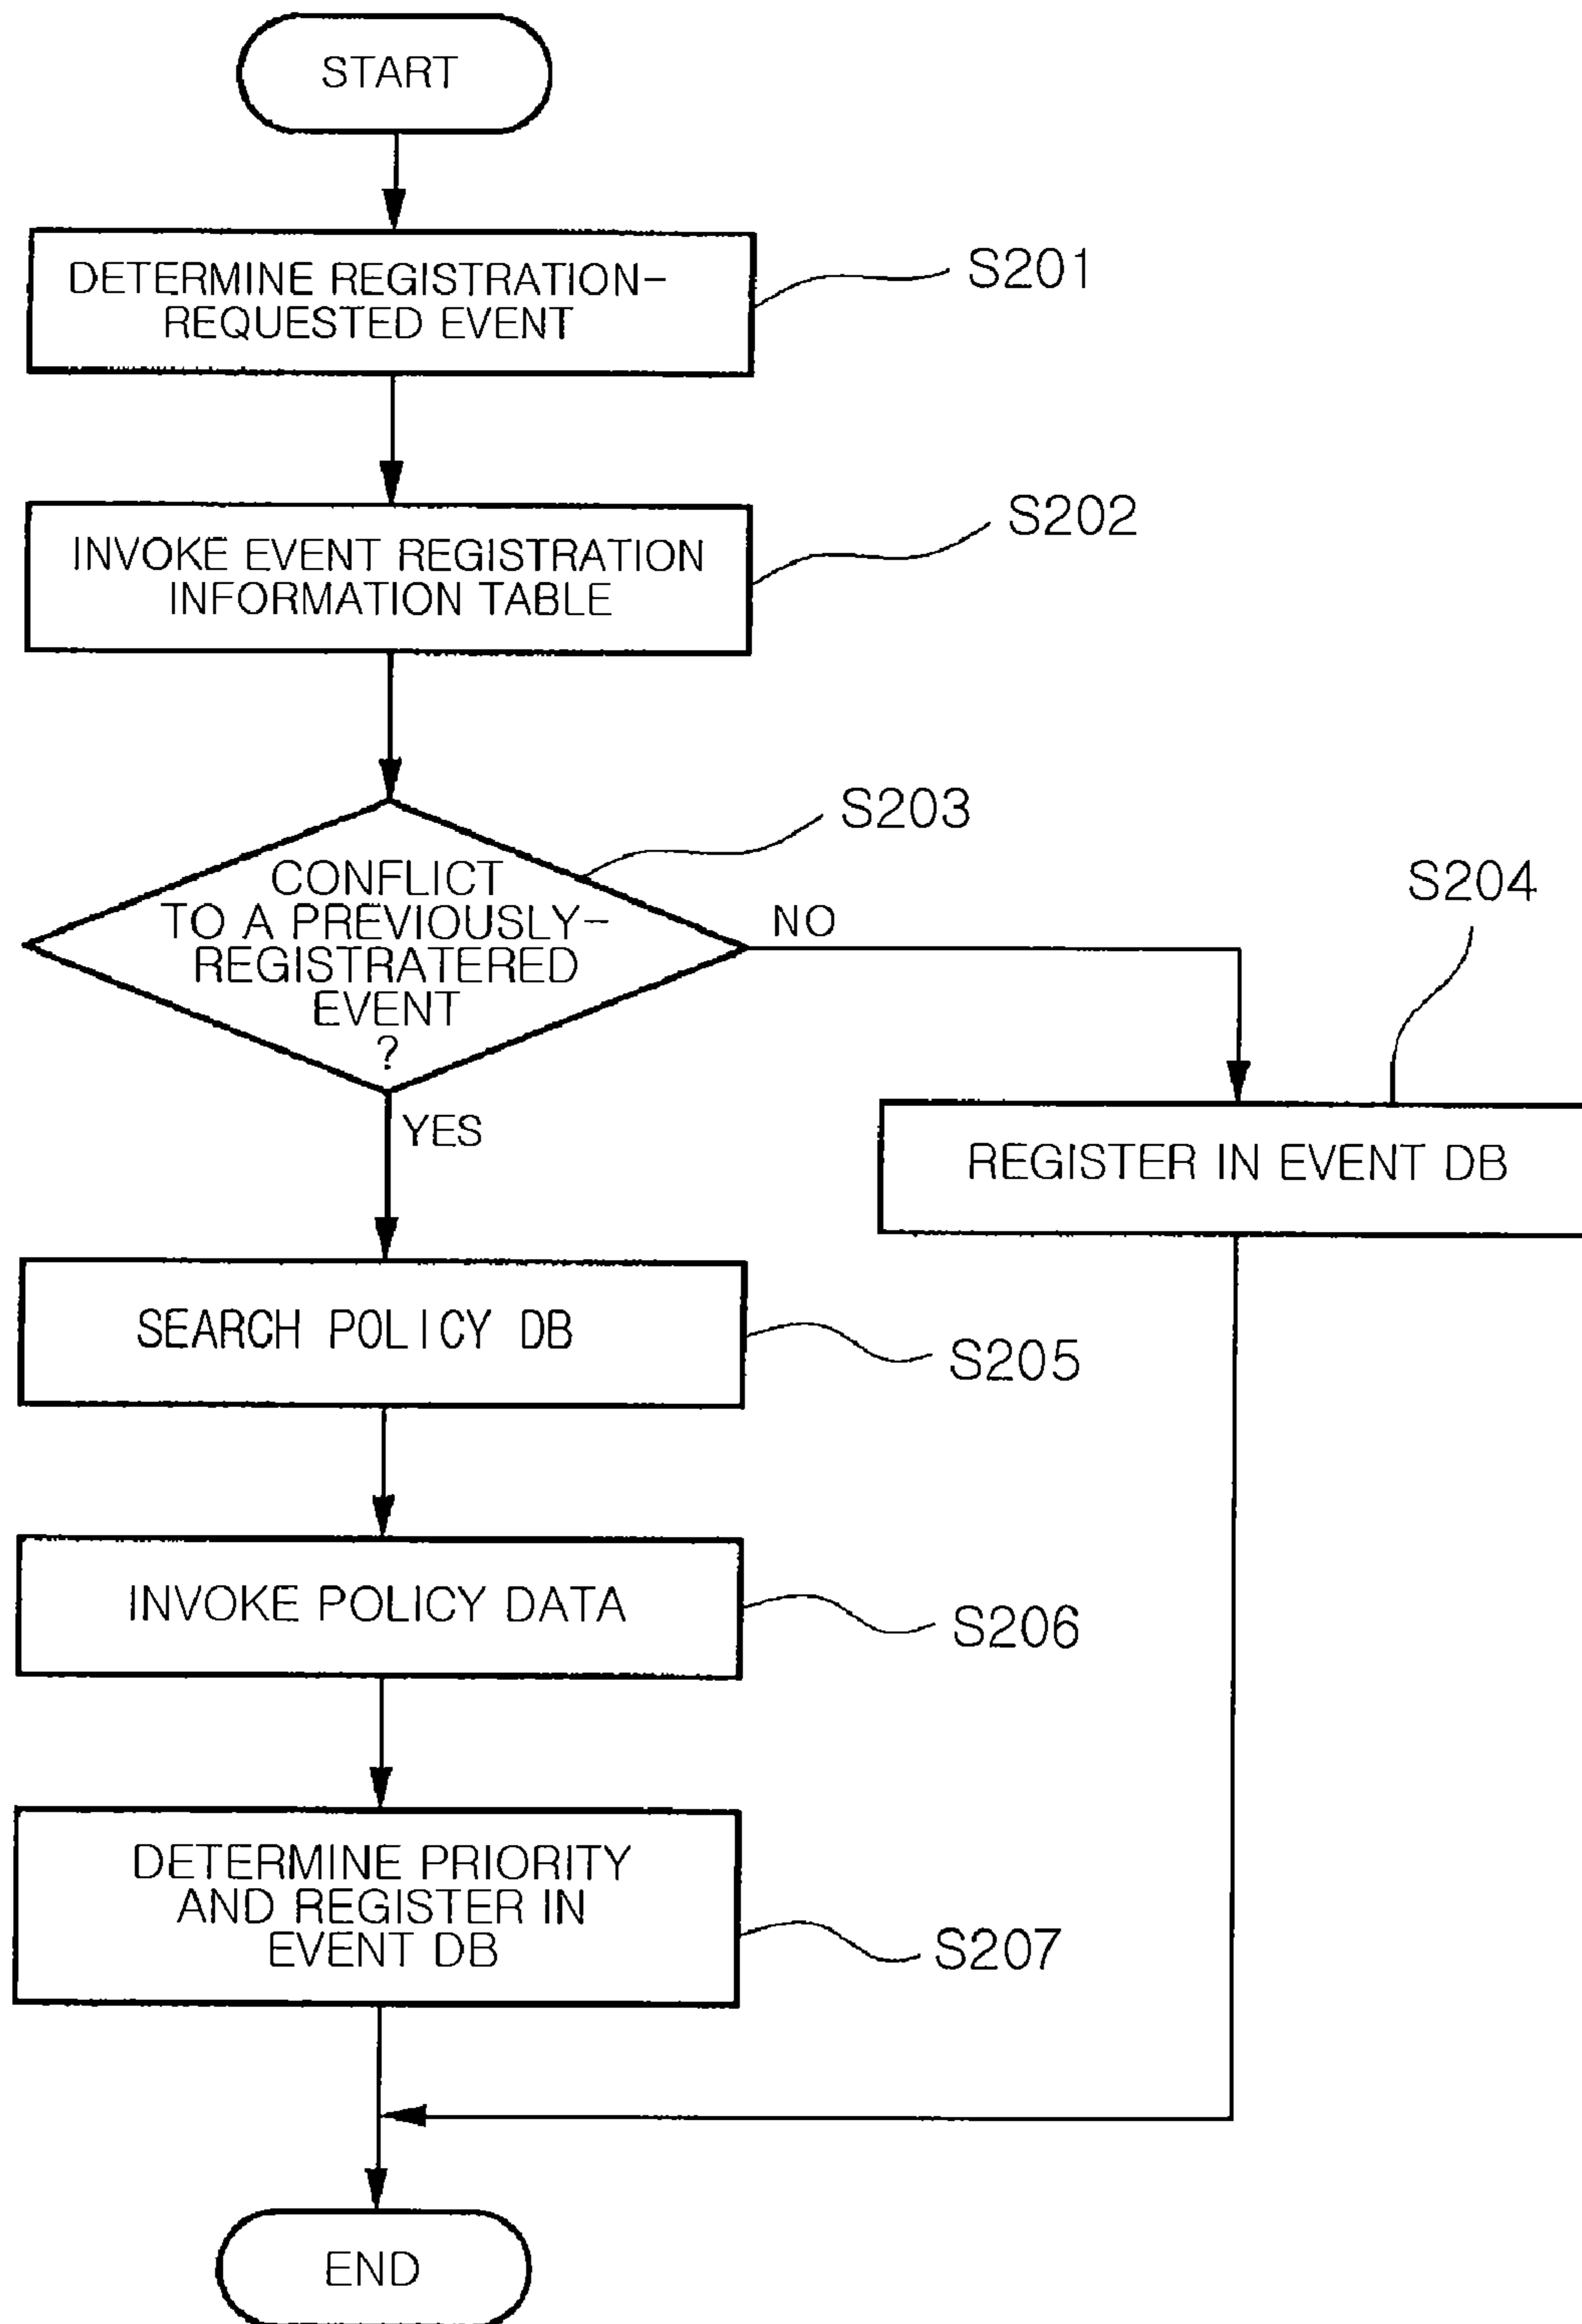 START
DETERMINE REGISTRATION-
REQUESTED EVENT
S201
INVOKE EVENT REGISTRATION
INFORMATION TABLE
S202
CONFLICT
TO A PREVIOUSLY-
REGISTRATERED
EVENT
?
S203
NO
YES
S204
REGISTER IN EVENT DB
SEARCH POLICY DB
S205
INVOKE POLICY DATA
S206
DETERMINE PRIORITY
AND REGISTER IN
EVENT DB
S207
END